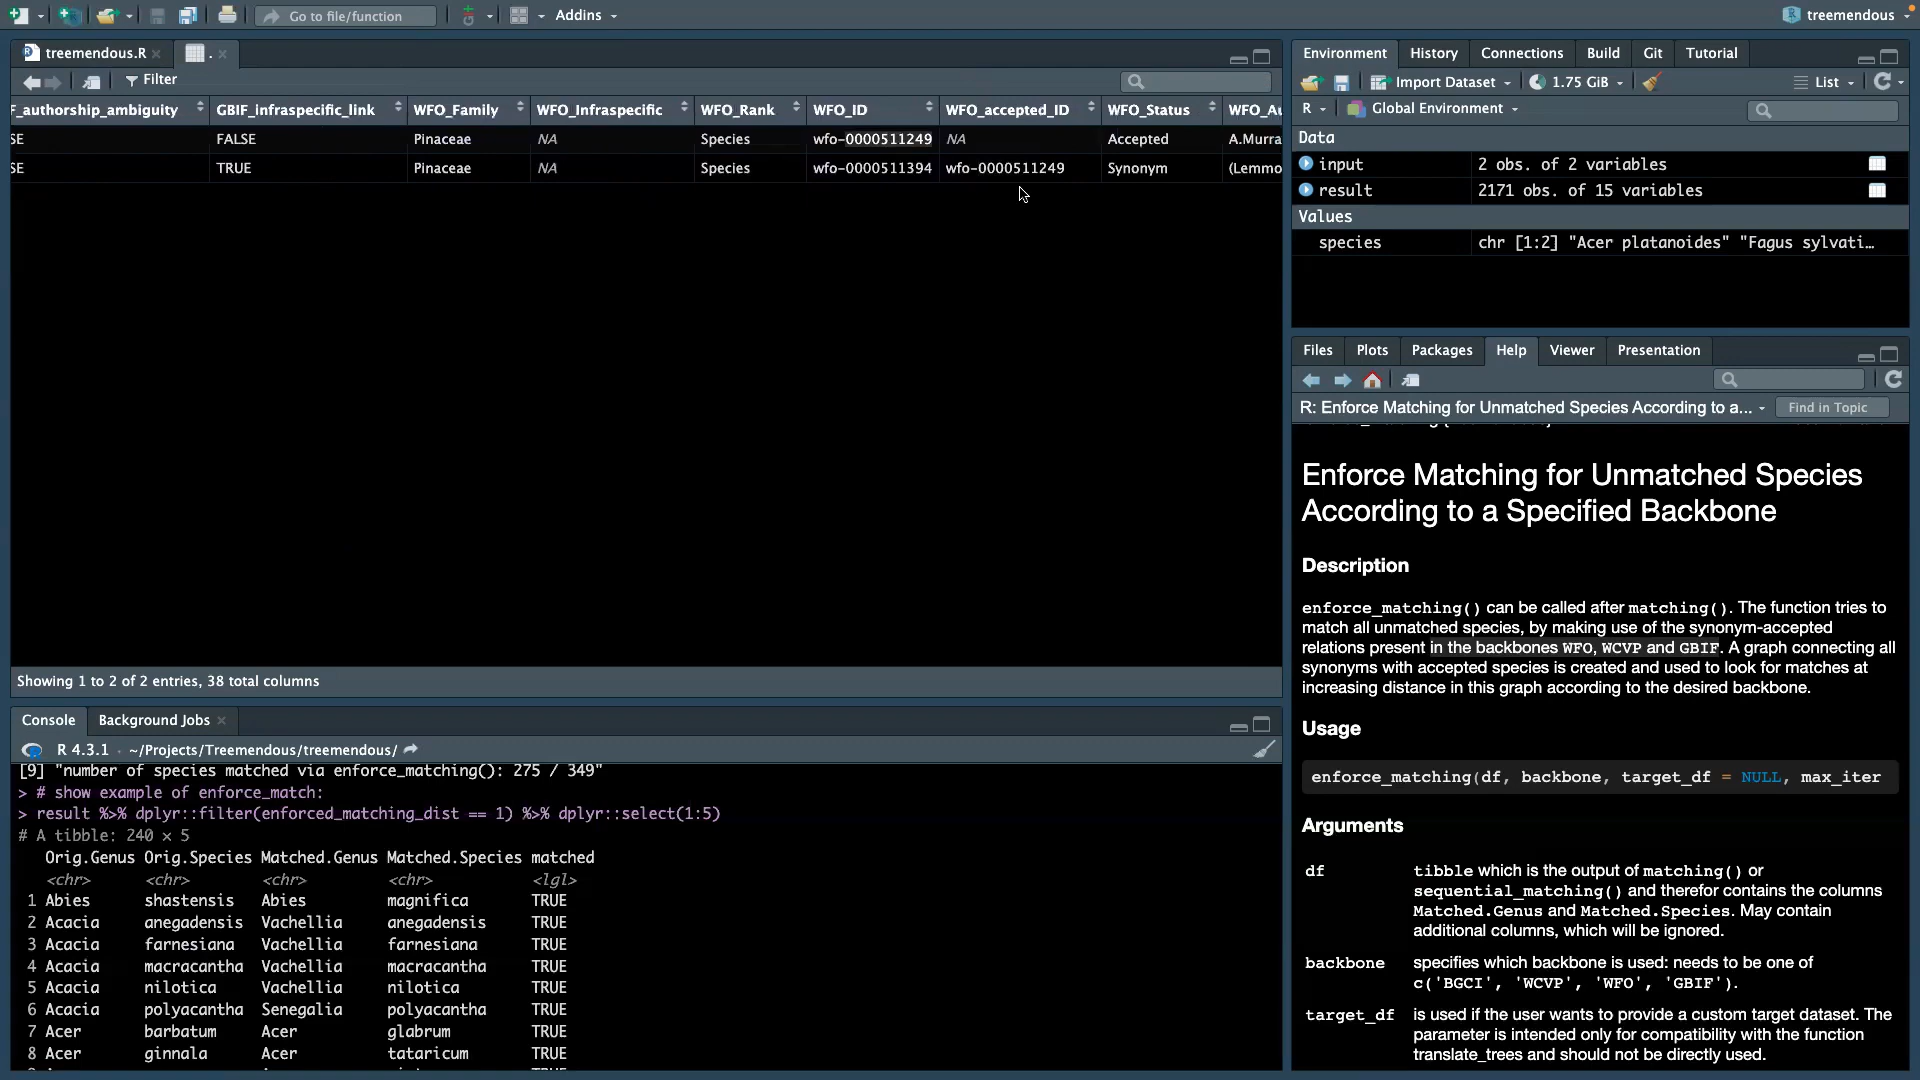 Go to file/function
Addins
treemendous
treemendous.R
.
Filter
F_authorship_ambiguity GBIF_infraspecific_link WFO_Family WFO_Infraspecific WFO_Rank WFO_ID WFO_accepted_ID WFO_Status WFO_Au
SE FALSE Pinaceae NA Species wfo-0000511249 NA Accepted A.Murra
SE TRUE Pinaceae NA Species wfo-0000511394 wfo-0000511249 Synonym (Lemmo
Showing 1 to 2 of 2 entries, 38 total columns
Console Background Jobs
R 4.3.1 · ~/Projects/Treemendous/treemendous/
[9] "number of species matched via enforce_matching(): 275 / 349"
> # show example of enforce_match:
> result %>% dplyr::filter(enforced_matching_dist == 1) %>% dplyr::select(1:5)
# A tibble: 240 × 5
Orig.Genus Orig.Species Matched.Genus Matched.Species matched
<chr> <chr> <chr> <chr> <lgl>
1 Abies shastensis Abies magnifica TRUE
2 Acacia anegadensis Vachellia anegadensis TRUE
3 Acacia farnesiana Vachellia farnesiana TRUE
4 Acacia macracantha Vachellia macracantha TRUE
5 Acacia nilotica Vachellia nilotica TRUE
6 Acacia polyacantha Senegalia polyacantha TRUE
7 Acer barbatum Acer glabrum TRUE
8 Acer ginnala Acer tataricum TRUE
Environment History Connections Build Git Tutorial
Import Dataset 1.75 GiB List
R Global Environment
Data
input 2 obs. of 2 variables
result 2171 obs. of 15 variables
Values
species chr [1:2] "Acer platanoides" "Fagus sylvati…
Files Plots Packages Help Viewer Presentation
R: Enforce Matching for Unmatched Species According to a... Find in Topic
Enforce Matching for Unmatched Species
According to a Specified Backbone
Description
enforce_matching() can be called after matching(). The function tries to
match all unmatched species, by making use of the synonym-accepted
relations present in the backbones WFO, WCVP and GBIF. A graph connecting all
synonyms with accepted species is created and used to look for matches at
increasing distance in this graph according to the desired backbone.
Usage
enforce_matching(df, backbone, target_df = NULL, max_iter
Arguments
df tibble which is the output of matching() or
sequential_matching() and therefor contains the columns
Matched.Genus and Matched.Species. May contain
additional columns, which will be ignored.
backbone specifies which backbone is used: needs to be one of
c('BGCI', 'WCVP', 'WFO', 'GBIF').
target_df is used if the user wants to provide a custom target dataset. The
parameter is intended only for compatibility with the function
translate_trees and should not be directly used.